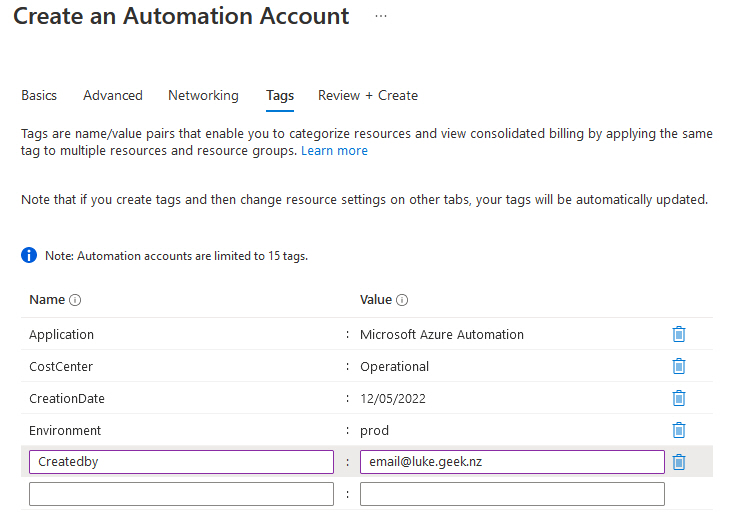 Create an Automation Account ...
Basics Advanced Networking Tags Review + Create
Tags are name/value pairs that enable you to categorize resources and view consolidated billing by applying the same
tag to multiple resources and resource groups. Learn more
Note that if you create tags and then change resource settings on other tabs, your tags will be automatically updated.
Note: Automation accounts are limited to 15 tags.
Name Value
Application : Microsoft Azure Automation
CostCenter : Operational
CreationDate : 12/05/2022
Environment : prod
Createdby : email@luke.geek.nz
: